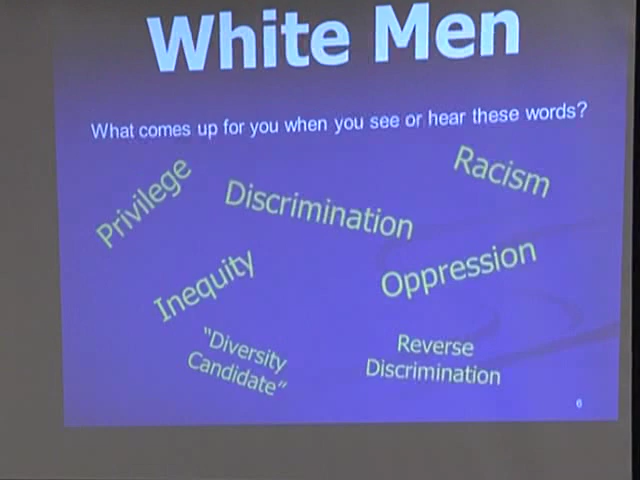 White Men
What comes up for you when you see or hear these words?
Privilege
Discrimination
Racism
Inequity
Oppression
"Diversity
Candidate"
Reverse
Discrimination
6